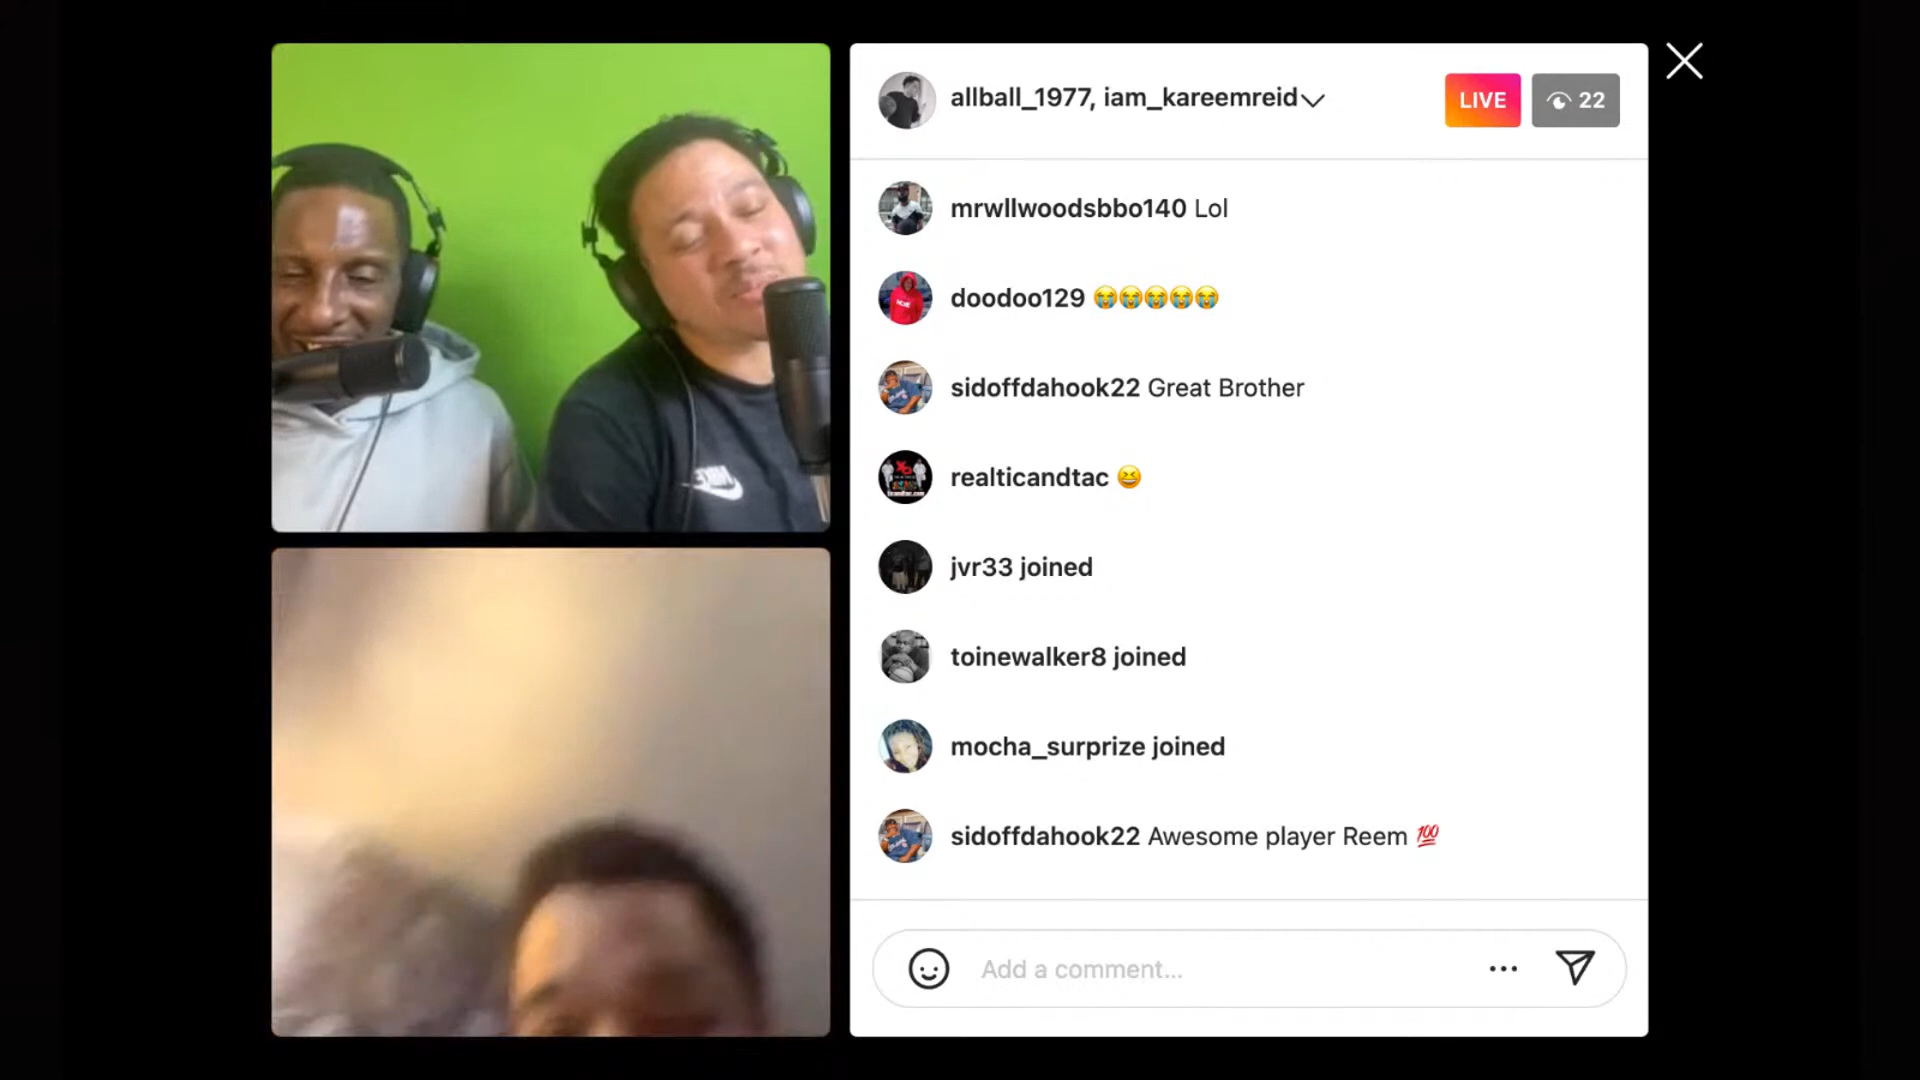 allball_1977, iam_kareemreid
LIVE
22
mrwllwoodsbbo140 Lol
doodoo129 😭😭😭😭😭
sidoffdahook22 Great Brother
realticandtac 😆
jvr33 joined
toinewalker8 joined
mocha_surprize joined
sidoffdahook22 Awesome player Reem 💯
Add a comment...